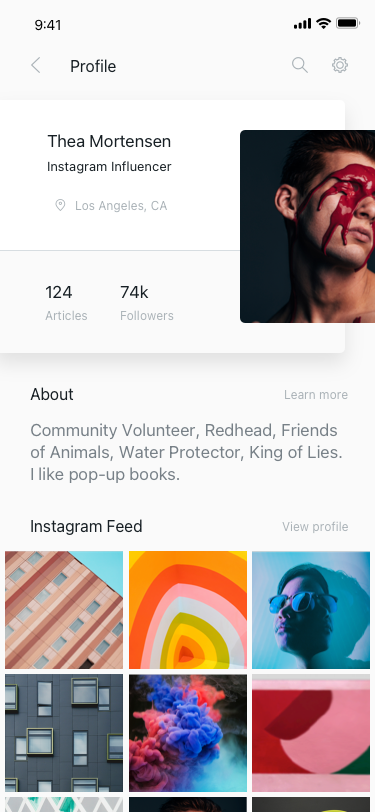 9:41
Profile
Thea Mortensen
Instagram Influencer
Los Angeles, CA
124
74k
Articles
Followers
About
Learn more
Community Volunteer, Redhead, Friends
of Animals, Water Protector, King of Lies.
I like pop-up books.
Instagram Feed
View profile